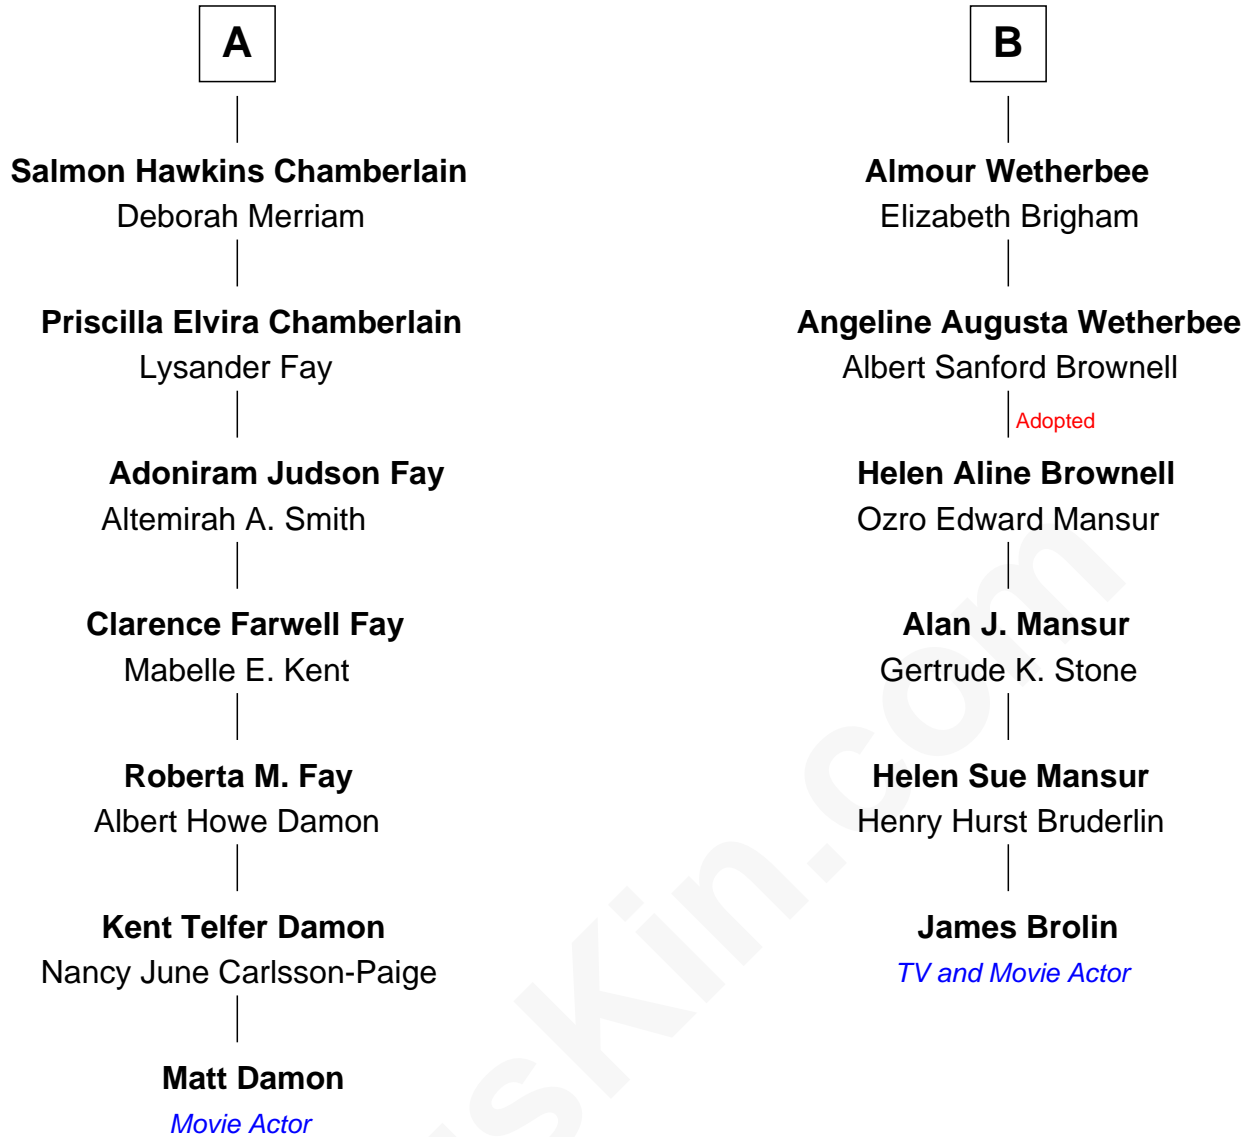 A
Salmon Hawkins Chamberlain
Deborah Merriam
Priscilla Elvira Chamberlain
Lysander Fay
Adoniram Judson Fay
Altemirah A. Smith
Clarence Farwell Fay
Mabelle E. Kent
Roberta M. Fay
Albert Howe Damon
Kent Telfer Damon
Nancy June Carlsson-Paige
Matt Damon
Movie Actor
B
Almour Wetherbee
Elizabeth Brigham
Angeline Augusta Wetherbee
Albert Sanford Brownell
Adopted
Helen Aline Brownell
Ozro Edward Mansur
Alan J. Mansur
Gertrude K. Stone
Helen Sue Mansur
Henry Hurst Bruderlin
James Brolin
TV and Movie Actor